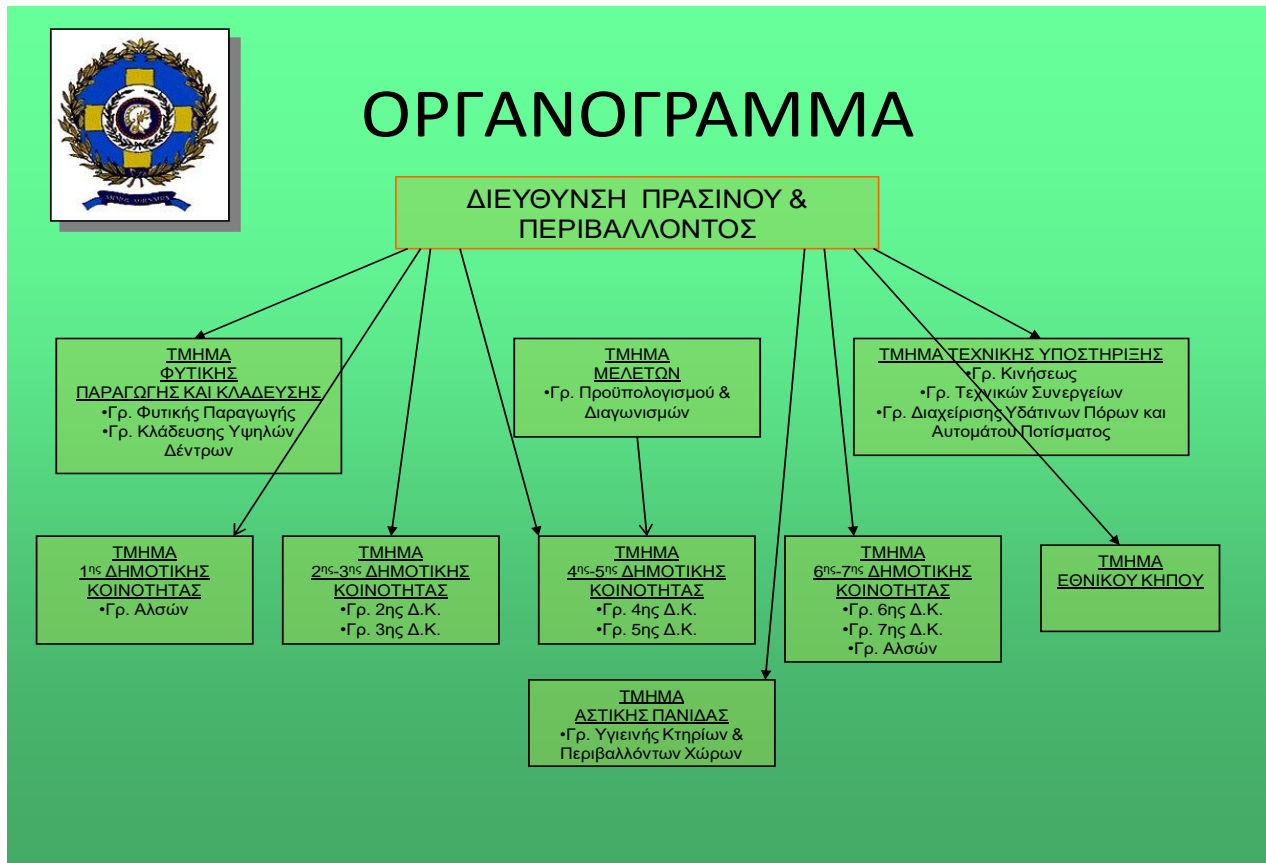 ΟΡΓΑΝΟΓΡΑΜΜΑ
ΔΙΕΥΘΥΝΣΗ ΠΡΑΣΙΝΟΥ &
ΠΕΡΙΒΑΛΛΟΝΤΟΣ
ΤΜΗΜΑ
ΦΥΤΙΚΗΣ
ΠΑΡΑΓΩΓΗΣ ΚΑΙ ΚΛΑΔΕΥΣΗΣ
•Γρ. Φυτικής Παραγωγής
•Γρ. Κλάδευσης Υψηλών
Δέντρων
ΤΜΗΜΑ
ΜΕΛΕΤΩΝ
•Γρ. Προϋπολογισμού &
Διαγωνισμών
ΤΜΗΜΑ ΤΕΧΝΙΚΗΣ ΥΠΟΣΤΗΡΙΞΗΣ
•Γρ. Κινήσεως
•Γρ. Τεχνικών Συνεργείων
•Γρ. Διαχείρισης Υδάτινων Πόρων και
Αυτομάτού Ποτίσματος
ΤΜΗΜΑ
1ης ΔΗΜΟΤΙΚΗΣ
ΚΟΙΝΟΤΗΤΑΣ
•Γρ. Αλσών
ΤΜΗΜΑ
2ης-3ης ΔΗΜΟΤΙΚΗΣ
ΚΟΙΝΟΤΗΤΑΣ
•Γρ. 2ης Δ.Κ.
•Γρ. 3ης Δ.Κ.
ΤΜΗΜΑ
4ης-5ης ΔΗΜΟΤΙΚΗΣ
ΚΟΙΝΟΤΗΤΑΣ
•Γρ. 4ης Δ.Κ.
•Γρ. 5ης Δ.Κ.
ΤΜΗΜΑ
6ης-7ης ΔΗΜΟΤΙΚΗΣ
ΚΟΙΝΟΤΗΤΑΣ
•Γρ. 6ης Δ.Κ.
•Γρ. 7ης Δ.Κ.
•Γρ. Αλσών
ΤΜΗΜΑ
ΕΘΝΙΚΟΥ ΚΗΠΟΥ
ΤΜΗΜΑ
ΑΣΤΙΚΗΣ ΠΑΝΙΔΑΣ
•Γρ. Υγιεινής Κτηρίων &
Περιβαλλόντων Χώρων